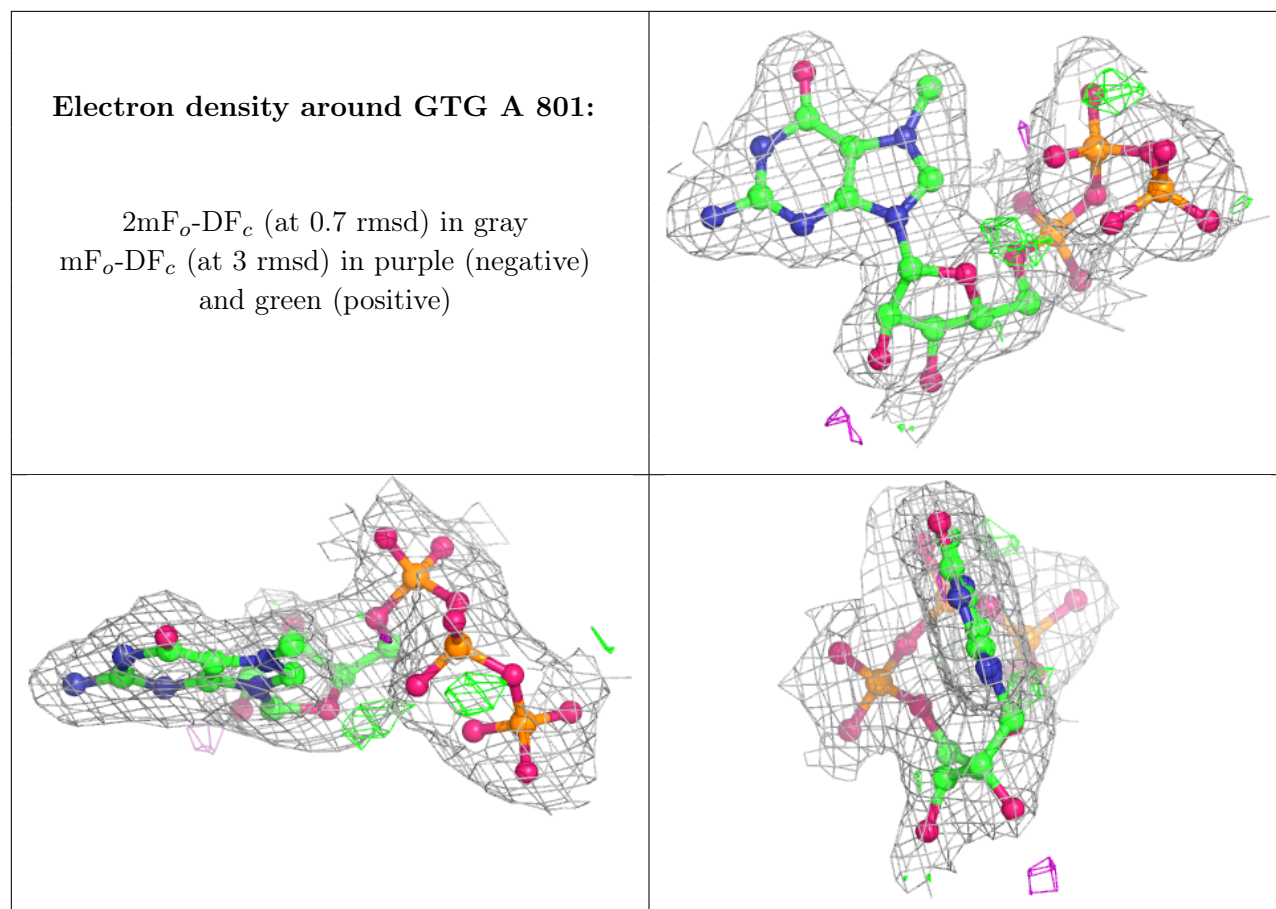 Electron density around GTG A 801:
2mFₒ-DF𝒸 (at 0.7 rmsd) in gray
mFₒ-DF𝒸 (at 3 rmsd) in purple (negative)
and green (positive)